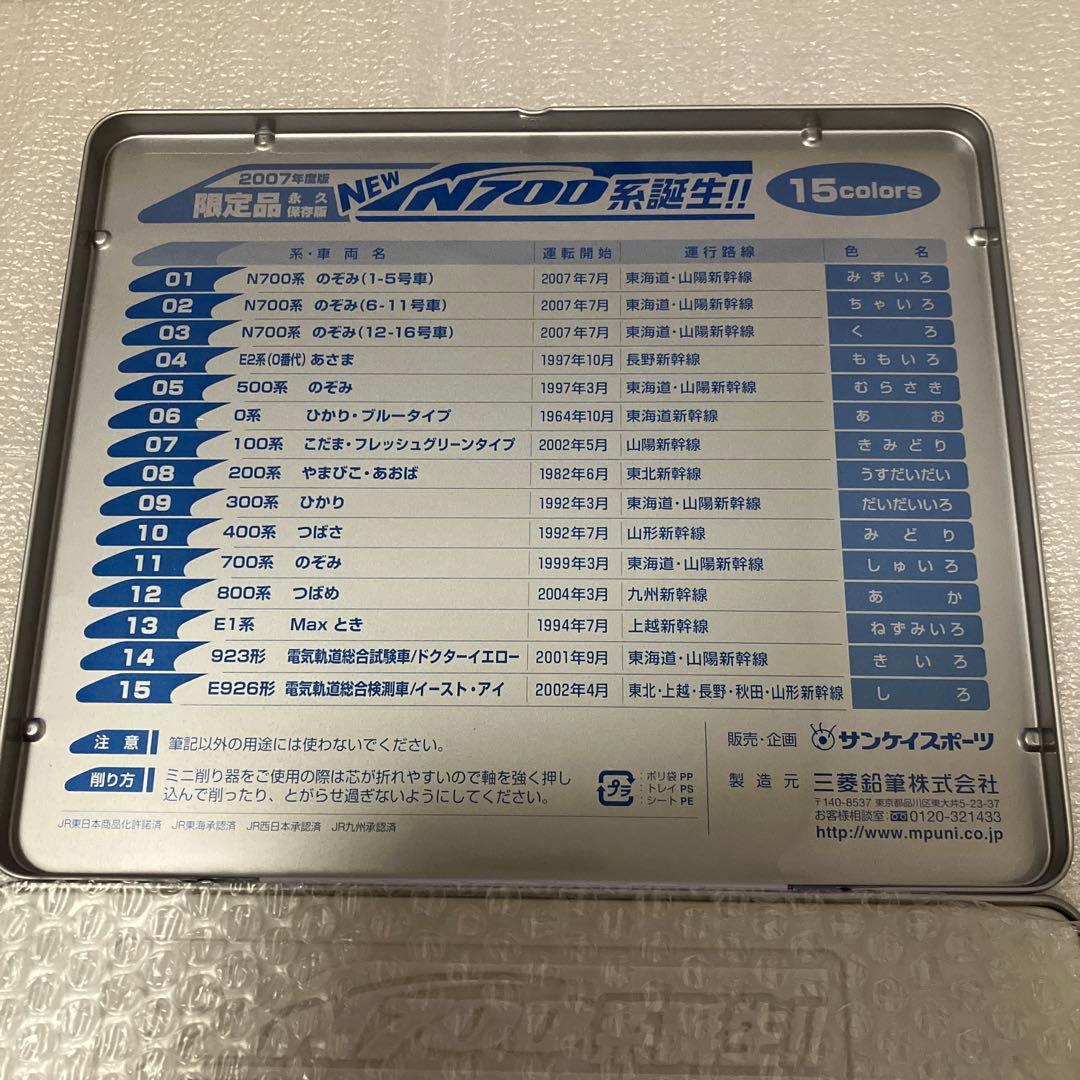 2007年度版
限定品 永久保存版 NEW N700系誕生!! 15colors
系・車両名 運転開始 運行路線 色名
01 N700系 のぞみ(1-5号車) 2007年7月 東海道・山陽新幹線 みずいろ
02 N700系 のぞみ(6-11号車) 2007年7月 東海道・山陽新幹線 ちゃいろ
03 N700系 のぞみ(12-16号車) 2007年7月 東海道・山陽新幹線 くろ
04 E2系(0番代)あさま 1997年10月 長野新幹線 ももいろ
05 500系 のぞみ 1997年3月 東海道・山陽新幹線 むらさき
06 0系 ひかり・ブルータイプ 1964年10月 東海道新幹線 あお
07 100系 こだま・フレッシュグリーンタイプ 2002年5月 山陽新幹線 きみどり
08 200系 やまびこ・あおば 1982年6月 東北新幹線 うすだいだい
09 300系 ひかり 1992年3月 東海道・山陽新幹線 だいだいいろ
10 400系 つばさ 1992年7月 山形新幹線 みどり
11 700系 のぞみ 1999年3月 東海道・山陽新幹線 しゅいろ
12 800系 つばめ 2004年3月 九州新幹線 あか
13 E1系 Max とき 1994年7月 上越新幹線 ねずみいろ
14 923形 電気軌道総合試験車/ドクターイエロー 2001年9月 東海道・山陽新幹線 きいろ
15 E926形 電気軌道総合検測車/イースト・アイ 2002年4月 東北・上越・長野・秋田・山形新幹線 しろ
注意 筆記以外の用途には使わないでください。
削り方 ミニ削り器をご使用の際は芯が折れやすいので軸を強く押し
込んで削ったり、とがらせ過ぎないようにしてください。
プラ
：ポリ袋 PP
：トレイ PS
：シート PE
JR東日本商品化許諾済 JR東海承認済 JR西日本承認済 JR九州承認済
販売・企画 サンケイスポーツ
製造元 三菱鉛筆株式会社
〒140-8537 東京都品川区東大井5-23-37
お客様相談室：0120-321433
http://www.mpuni.co.jp
N700系誕生!!